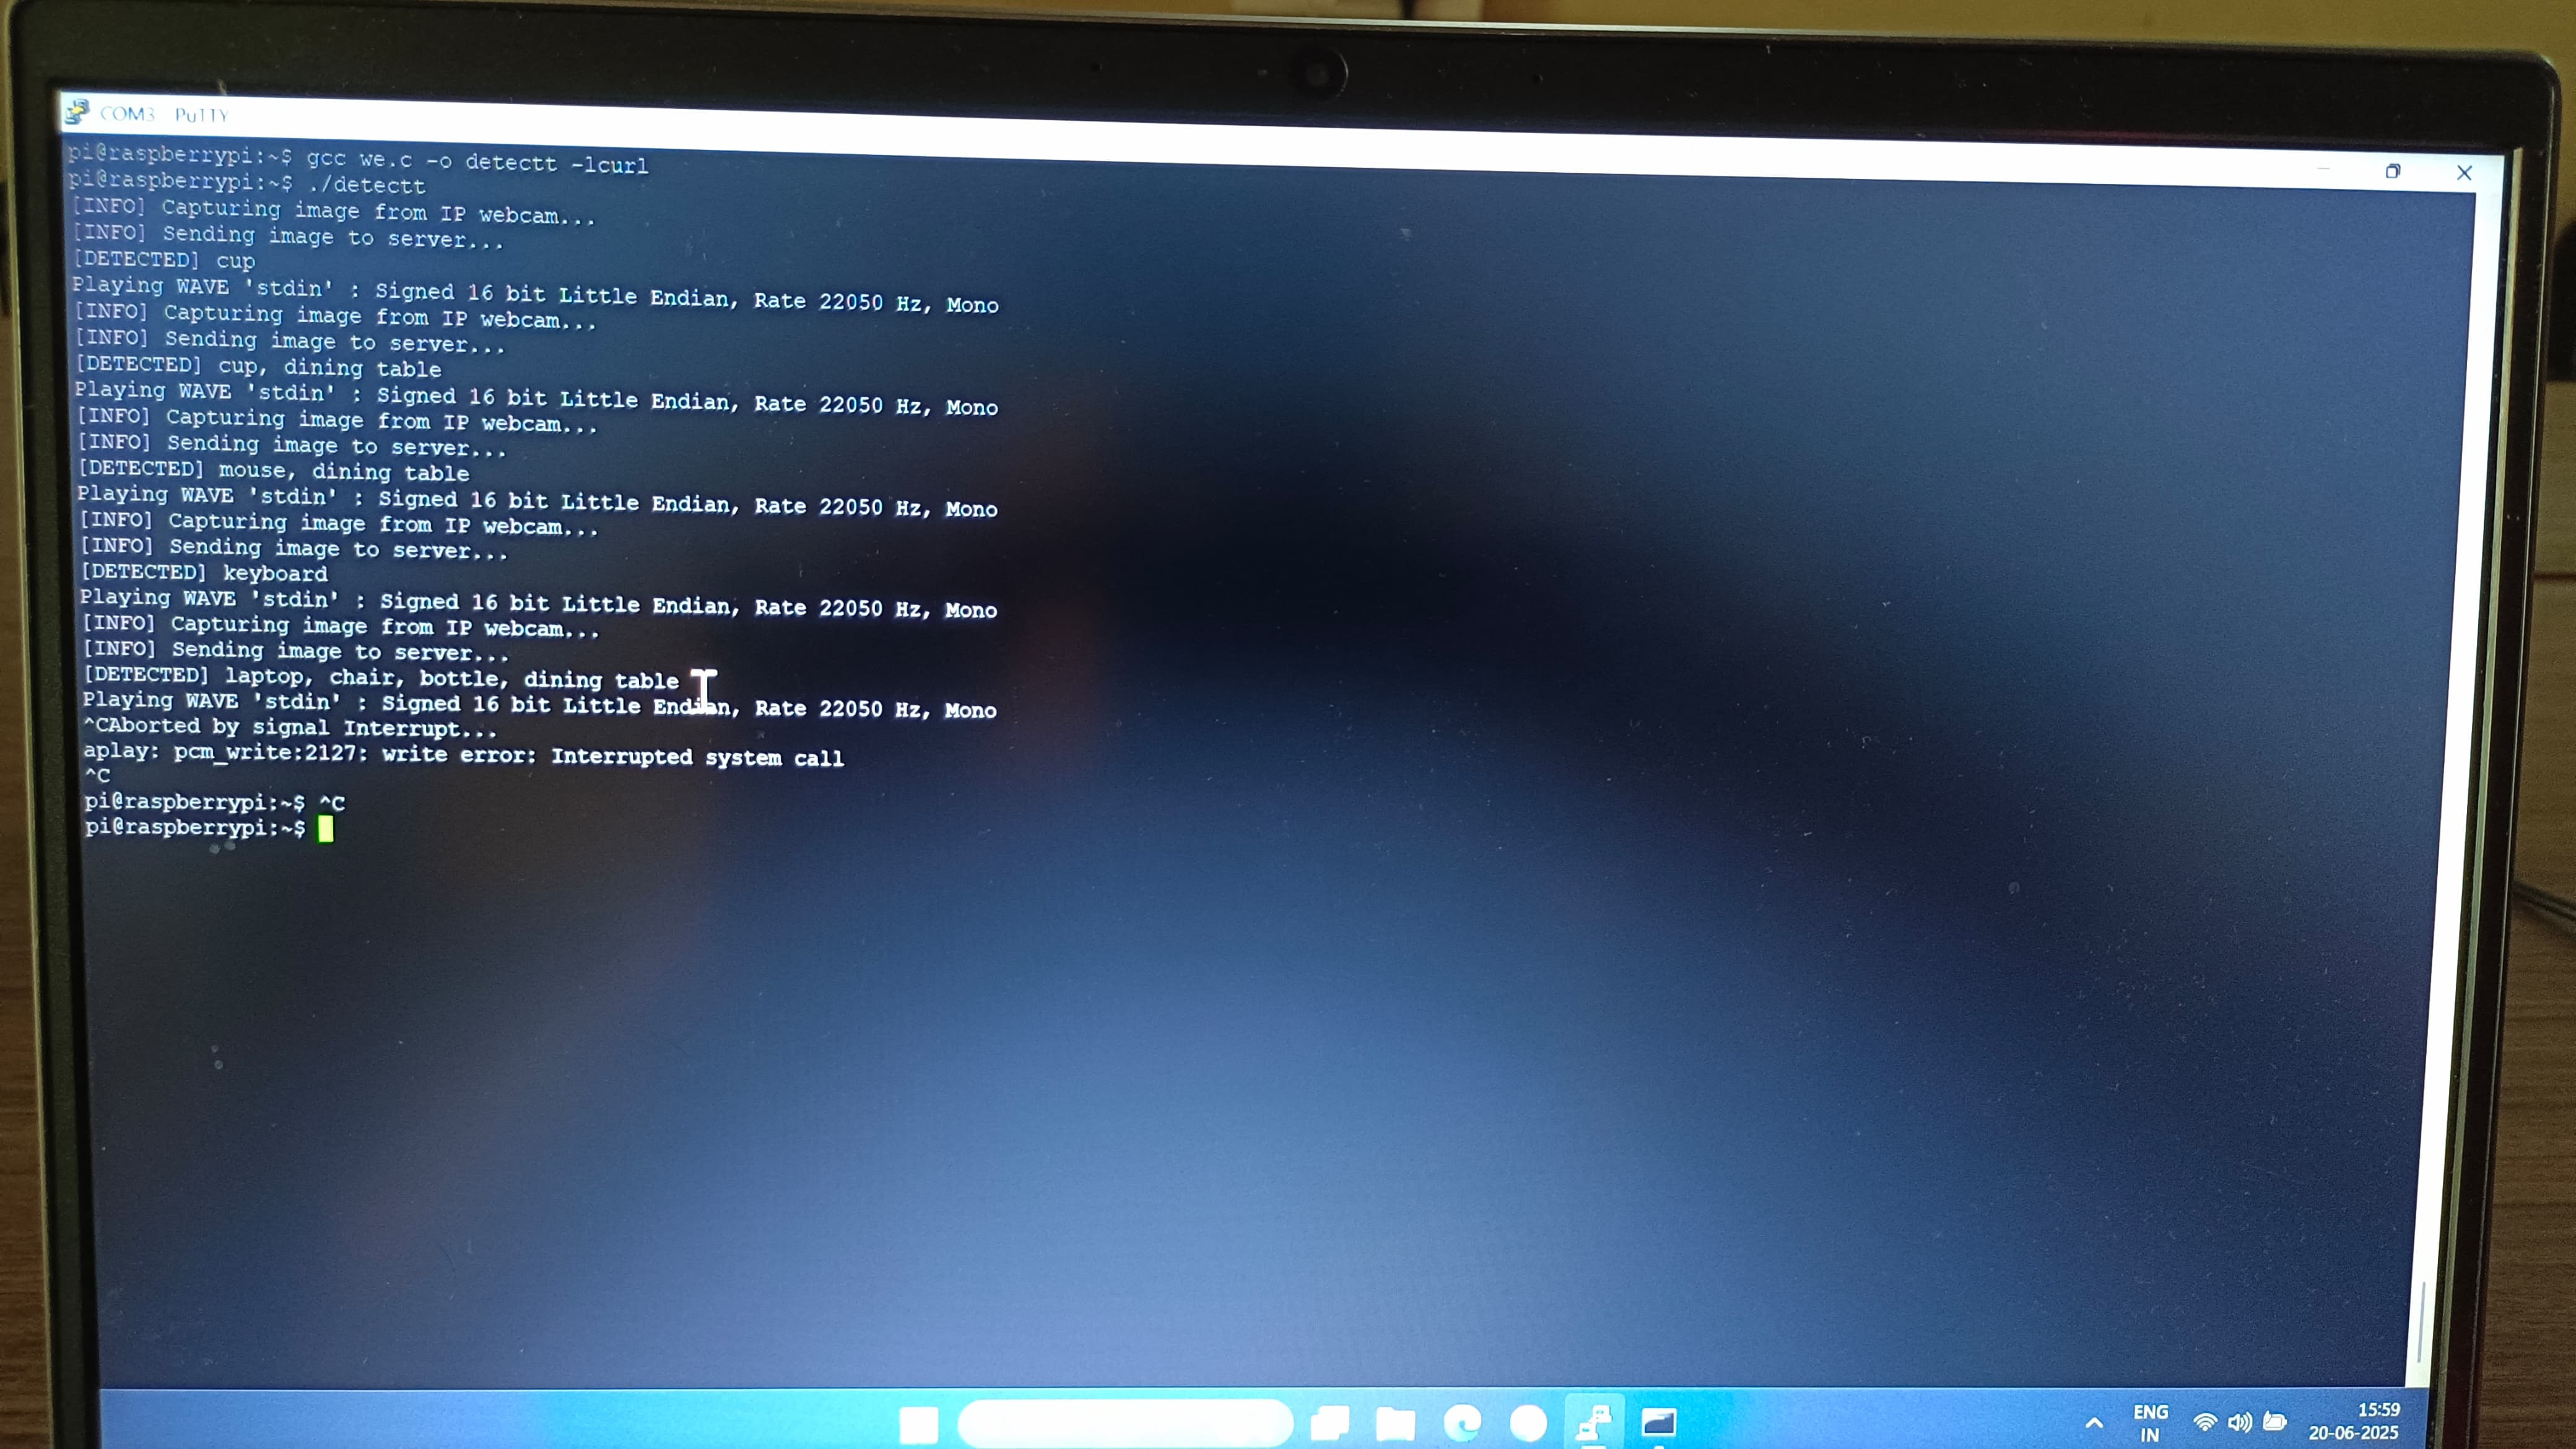 COM3 PuTTY
pi@raspberrypi:~$ gcc we.c -o detectt -lcurl
pi@raspberrypi:~$ ./detectt
[INFO] Capturing image from IP webcam...
[INFO] Sending image to server...
[DETECTED] cup
Playing WAVE 'stdin' : Signed 16 bit Little Endian, Rate 22050 Hz, Mono
[INFO] Capturing image from IP webcam...
[INFO] Sending image to server...
[DETECTED] cup, dining table
Playing WAVE 'stdin' : Signed 16 bit Little Endian, Rate 22050 Hz, Mono
[INFO] Capturing image from IP webcam...
[INFO] Sending image to server...
[DETECTED] mouse, dining table
Playing WAVE 'stdin' : Signed 16 bit Little Endian, Rate 22050 Hz, Mono
[INFO] Capturing image from IP webcam...
[INFO] Sending image to server...
[DETECTED] keyboard
Playing WAVE 'stdin' : Signed 16 bit Little Endian, Rate 22050 Hz, Mono
[INFO] Capturing image from IP webcam...
[INFO] Sending image to server...
[DETECTED] laptop, chair, bottle, dining table
Playing WAVE 'stdin' : Signed 16 bit Little Endian, Rate 22050 Hz, Mono
^CAborted by signal Interrupt...
aplay: pcm_write:2127: write error: Interrupted system call
^C
pi@raspberrypi:~$ ^C
pi@raspberrypi:~$
ENG
IN
15:59
20-06-2025